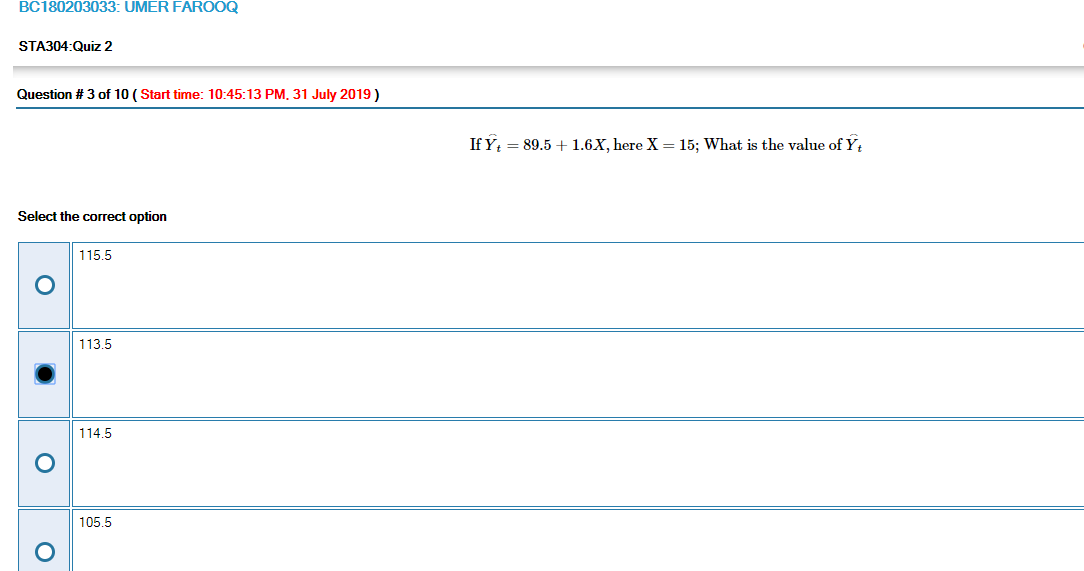 BC180203033: UMER FAROOQ
STA304:Quiz 2
Question # 3 of 10 ( Start time: 10:45:13 PM, 31 July 2019 )
If Ŷₜ = 89.5 + 1.6X, here X = 15; What is the value of Ŷₜ
Select the correct option
115.5
113.5
114.5
105.5